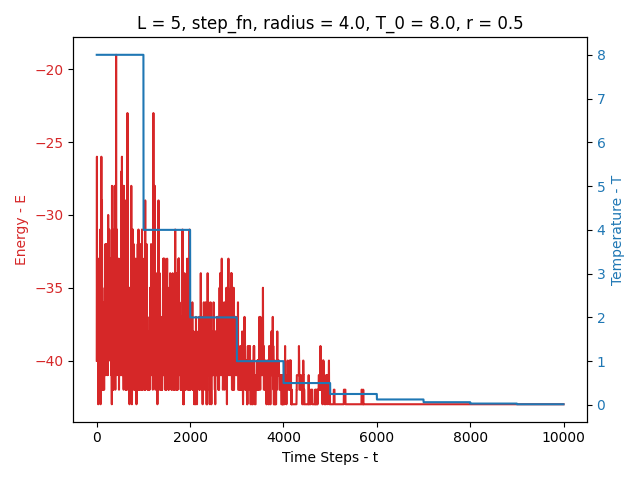 L = 5, step_fn, radius = 4.0, T_0 = 8.0, r = 0.5
Energy - E
−20
−25
−30
−35
−40
8
7
6
5
4
3
2
1
0
Temperature - T
0 2000 4000 6000 8000 10000
Time Steps - t